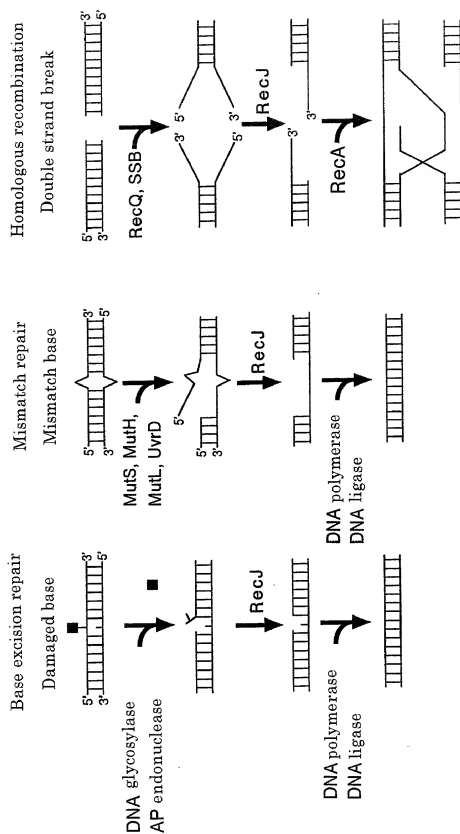 Base excision repair
Damaged base
5'
3'
3'
5'
DNA glycosylase
AP endonuclease
RecJ
DNA polymerase
DNA ligase
Mismatch repair
Mismatch base
5'
3'
3'
5'
MutS, MutH,
MutL, UvrD
5'
5'
3'
RecJ
DNA polymerase
DNA ligase
Homologous recombination
Double strand break
5'
3'
3'
5'
RecQ, SSB
5'
3'
3'
5'
RecJ
3'
3'
RecA